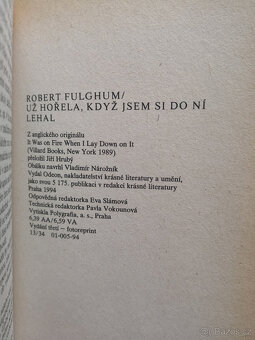 ROBERT FULGHUM/
UŽ HOŘELA, KDYŽ JSEM SI DO NÍ
LEHAL
Z anglického originálu
It Was on Fire When I Lay Down on It
(Villard Books, New York 1989)
přeložil Jiří Hrubý
Obálku navrhl Vladimír Nárožník
Vydal Odeon, nakladatelství krásné literatury a umění,
jako svou 5 175. publikaci v redakci krásné literatury
Praha 1994
Odpovědná redaktorka Eva Slámová
Technická redaktorka Pavla Vokounová
Vytiskla Polygrafia, a. s., Praha
6,39 AA/6,59 VA
Vydání třetí – fotoreprint
13/34 01-005-94